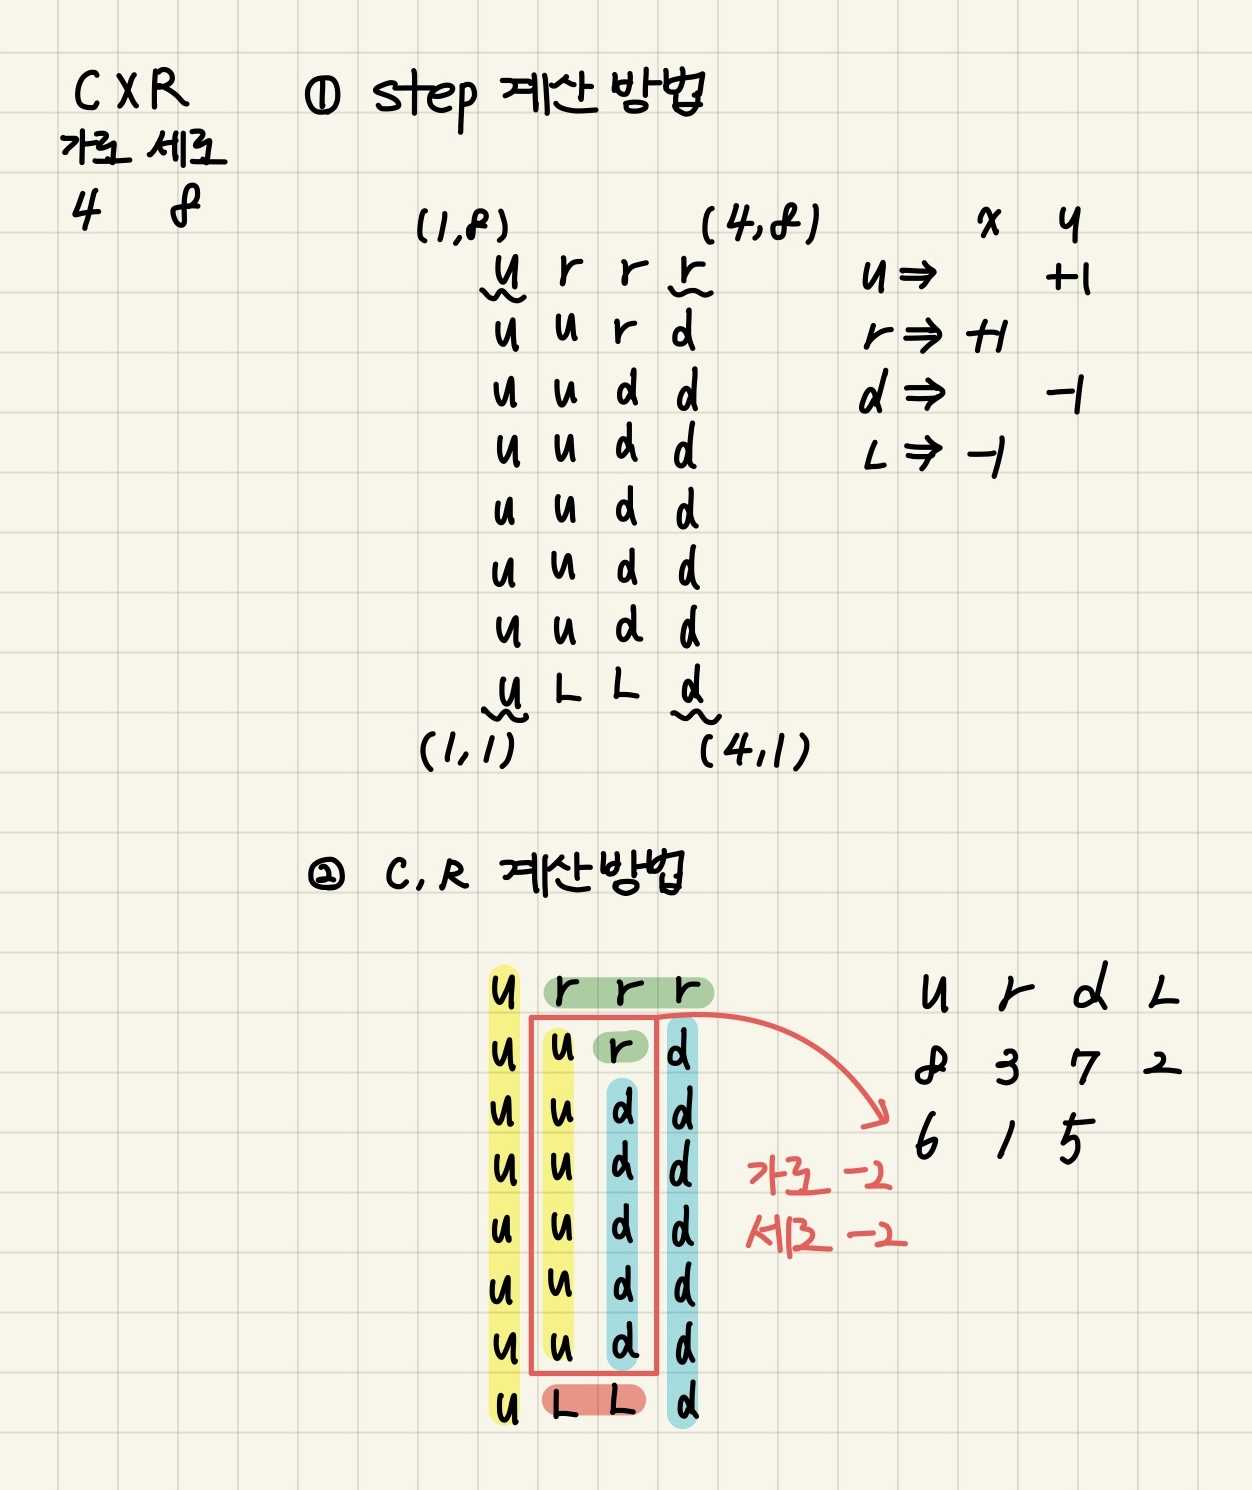 C X R
가로 세로
4 8
① step 계산 방법
(1,8) (4,8)
u r r r
u u r d
u u d d
u u d d
u u d d
u u d d
u u d d
u L L d
(1,1) (4,1)
x y
u ⇒ +1
r ⇒ +1
d ⇒ -1
L ⇒ -1
② C, R 계산방법
u r r r
u u r d
u u d d
u u d d
u u d d
u u d d
u u d d
u L L d
가로 -2
세로 -2
u r d L
8 3 7 2
6 1 5